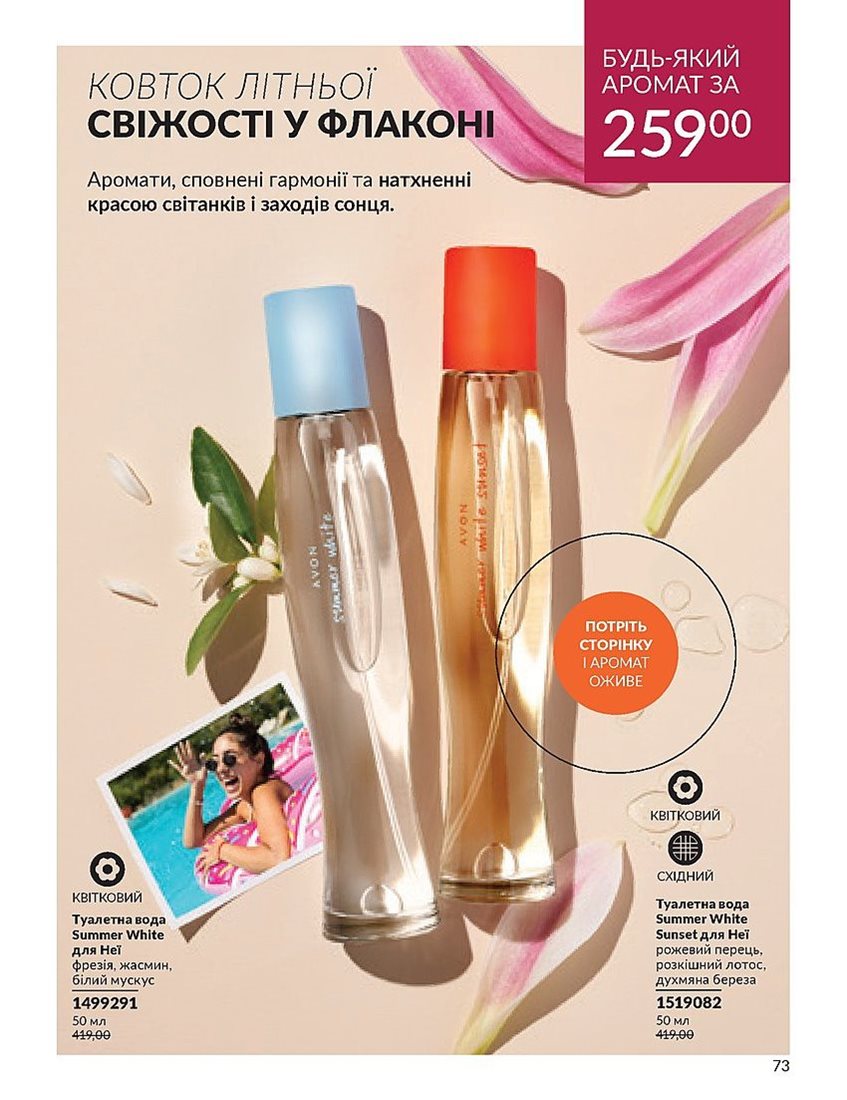 КОВТОК ЛІТНЬОЇ
СВІЖОСТІ У ФЛАКОНІ
Аромати, сповнені гармонії та натхненні
красою світанків і заходів сонця.
БУДЬ-ЯКИЙ
АРОМАТ ЗА
259⁰⁰
AVON
summer white
AVON
summer white sunset
ПОТРІТЬ
СТОРІНКУ
І АРОМАТ
ОЖИВЕ
КВІТКОВИЙ
Туалетна вода
Summer White
для Неї
фрезія, жасмин,
білий мускус
1499291
50 мл
419,00
КВІТКОВИЙ
СХІДНИЙ
Туалетна вода
Summer White
Sunset для Неї
рожевий перець,
розкішний лотос,
духмяна береза
1519082
50 мл
419,00
73